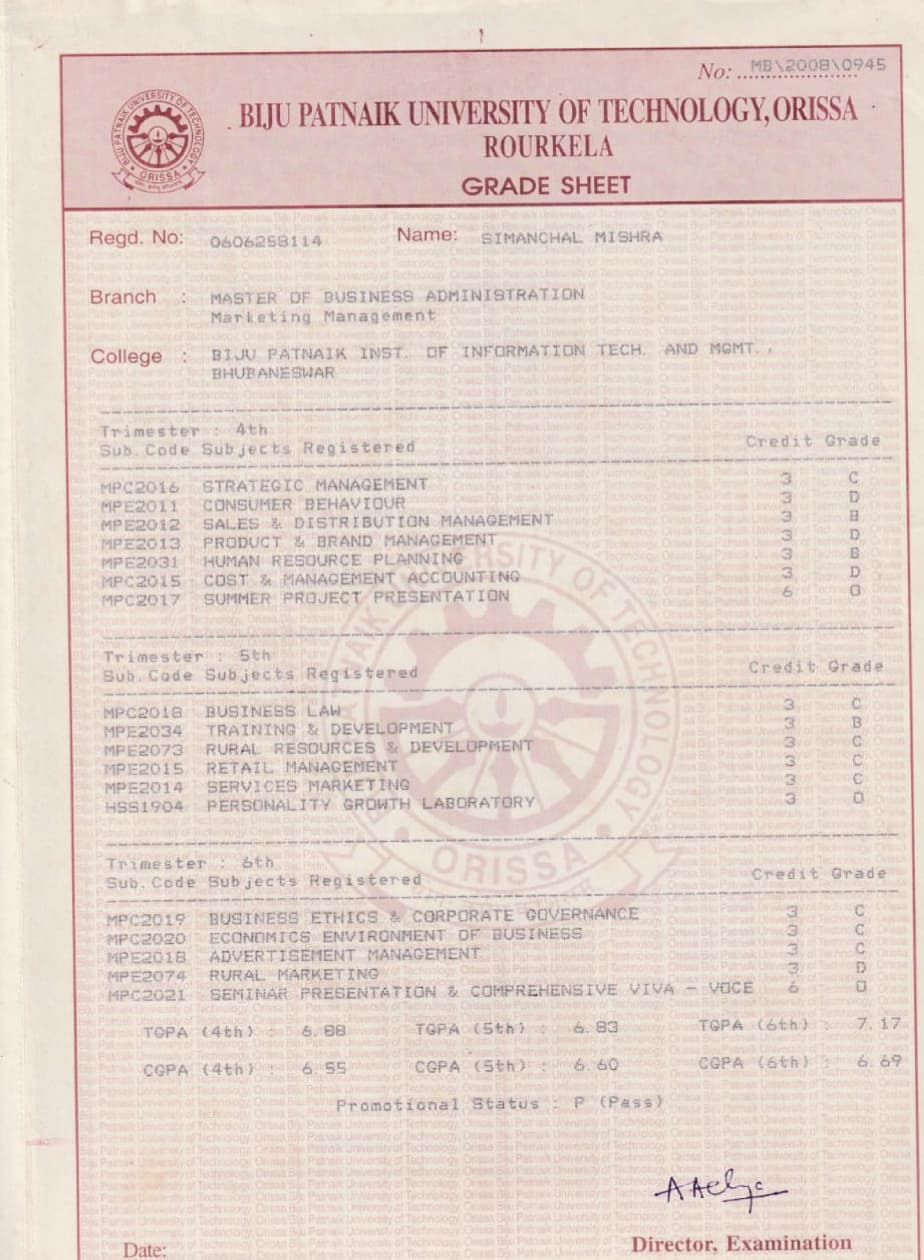 No: MB\2008\0945
BIJU PATNAIK UNIVERSITY OF TECHNOLOGY, ORISSA
ROURKELA
GRADE SHEET
Regd. No: 0606258114 Name: SIMANCHAL MISHRA
Branch : MASTER OF BUSINESS ADMINISTRATION
Marketing Management
College : BIJU PATNAIK INST. OF INFORMATION TECH. AND MGMT.,
BHUBANESWAR
Trimester : 4th
Sub.Code Subjects Registered Credit Grade
MPC2016 STRATEGIC MANAGEMENT 3 C
MPE2011 CONSUMER BEHAVIOUR 3 D
MPE2012 SALES & DISTRIBUTION MANAGEMENT 3 B
MPE2013 PRODUCT & BRAND MANAGEMENT 3 D
MPE2031 HUMAN RESOURCE PLANNING 3 B
MPC2015 COST & MANAGEMENT ACCOUNTING 3 D
MPC2017 SUMMER PROJECT PRESENTATION 6 O
Trimester : 5th
Sub.Code Subjects Registered Credit Grade
MPC2018 BUSINESS LAW 3 C
MPE2034 TRAINING & DEVELOPMENT 3 B
MPE2073 RURAL RESOURCES & DEVELOPMENT 3 C
MPE2015 RETAIL MANAGEMENT 3 C
MPE2014 SERVICES MARKETING 3 C
HSS1904 PERSONALITY GROWTH LABORATORY 3 O
Trimester : 6th
Sub.Code Subjects Registered Credit Grade
MPC2019 BUSINESS ETHICS & CORPORATE GOVERNANCE 3 C
MPC2020 ECONOMICS ENVIRONMENT OF BUSINESS 3 C
MPE2018 ADVERTISEMENT MANAGEMENT 3 C
MPE2074 RURAL MARKETING 3 D
MPC2021 SEMINAR PRESENTATION & COMPREHENSIVE VIVA - VOCE 6 O
TGPA (4th) : 6.88 TGPA (5th) : 6.83 TGPA (6th) : 7.17
CGPA (4th) : 6.55 CGPA (5th) : 6.60 CGPA (6th) : 6.69
Promotional Status : P (Pass)
Date: Director, Examination